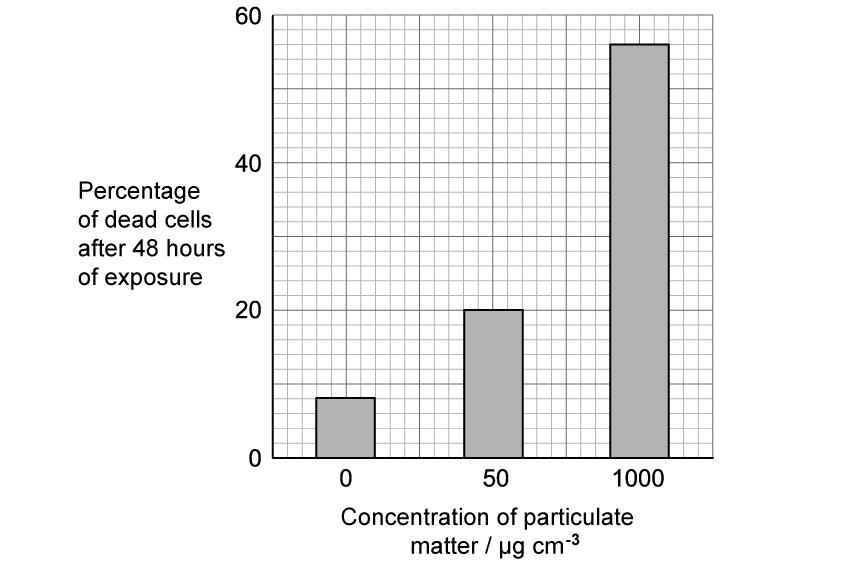 60
40
20
0
Percentage
of dead cells
after 48 hours
of exposure
0 50 1000
Concentration of particulate
matter / µg cm⁻³